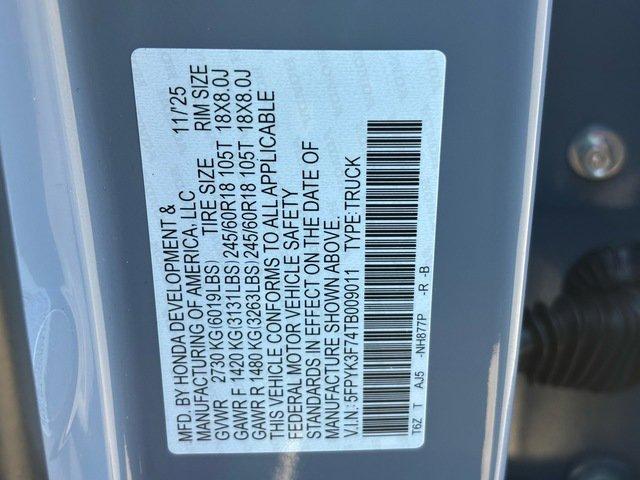 MFD. BY HONDA DEVELOPMENT & 11/'25
MANUFACTURING OF AMERICA, LLC
TIRE SIZE RIM SIZE
GVWR 2730 KG(6019LBS)
GAWR F 1420 KG(3131LBS) 245/60R18 105T 18X8.0J
GAWR R 1480 KG(3263LBS) 245/60R18 105T 18X8.0J
THIS VEHICLE CONFORMS TO ALL APPLICABLE
FEDERAL MOTOR VEHICLE SAFETY
STANDARDS IN EFFECT ON THE DATE OF
MANUFACTURE SHOWN ABOVE.
V.I.N.: 5FPYK3F74TB009011 TYPE:TRUCK
T6Z T AJ5 -NH877P -R -B